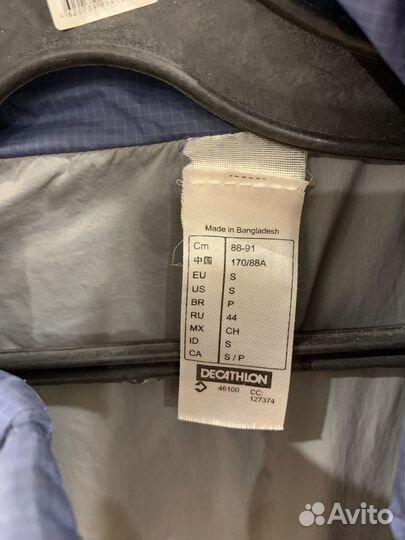 Made in Bangladesh
Cm 88-91
中国 170/88A
EU S
US S
BR P
RU 44
MX CH
ID S
CA S / P
DECATHLON
46100 CC:
127374
Avito